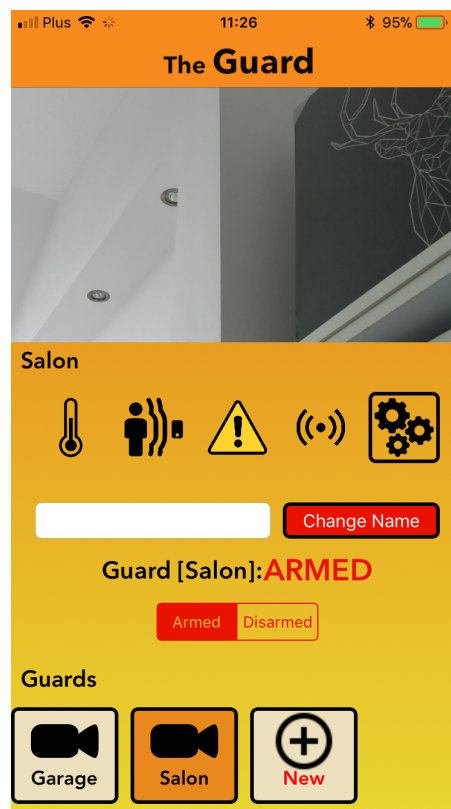 Plus 11:26 95%
The Guard
Salon
Change Name
Guard [Salon]:ARMED
Armed Disarmed
Guards
Garage Salon New